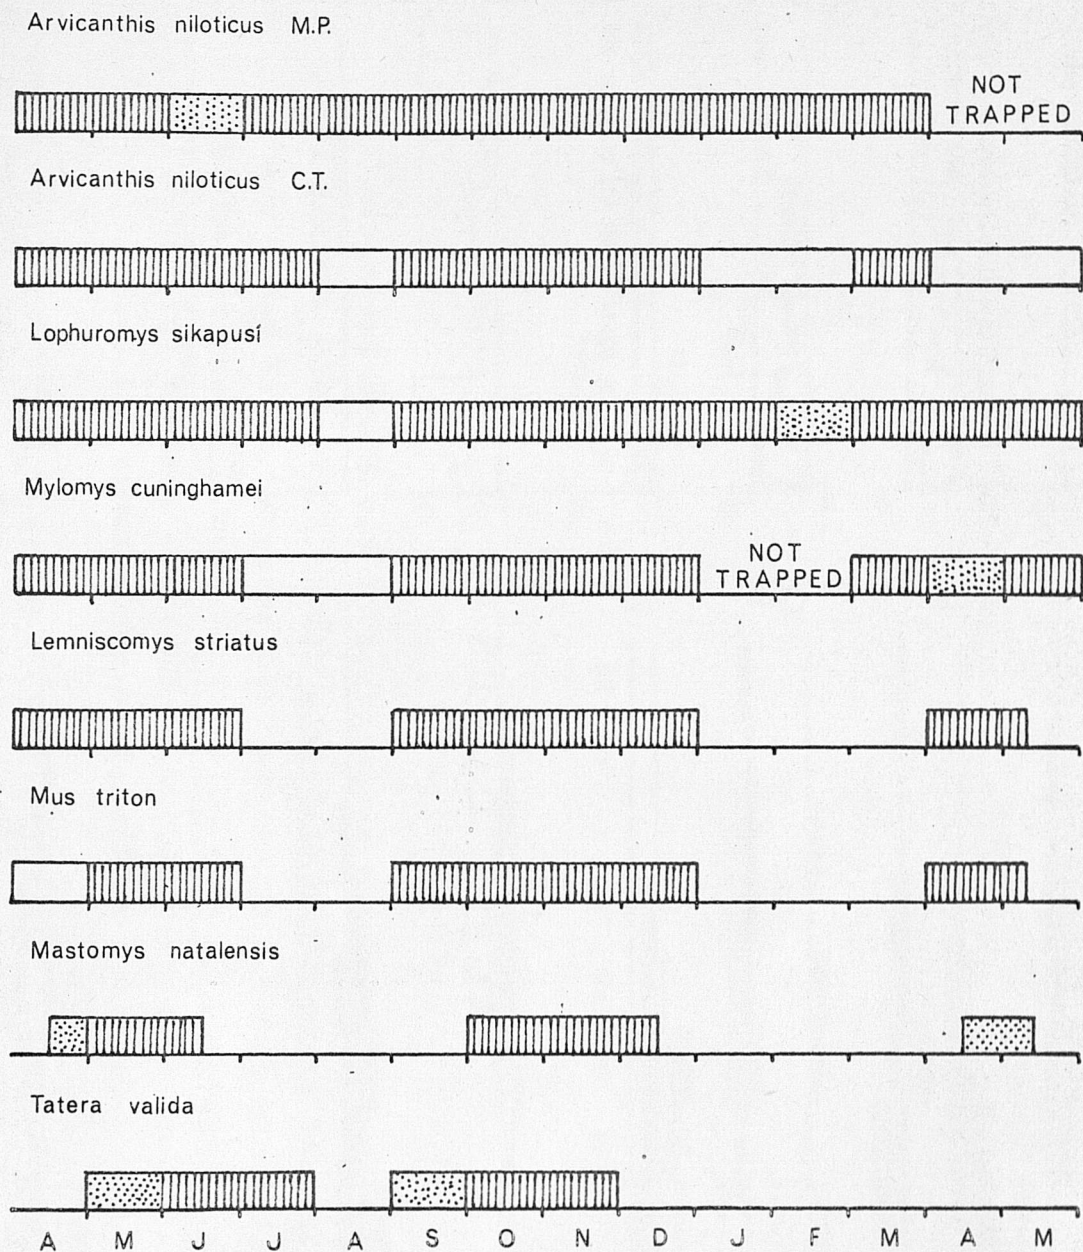 Arvicanthis niloticus M.P.
NOT
TRAPPED
Arvicanthis niloticus C.T.
Lophuromys sikapusi
Mylomys cuninghamei
NOT
TRAPPED
Lemniscomys striatus
Mus triton
Mastomys natalensis
Tatera valida
A M J J A S O N D J F M A M